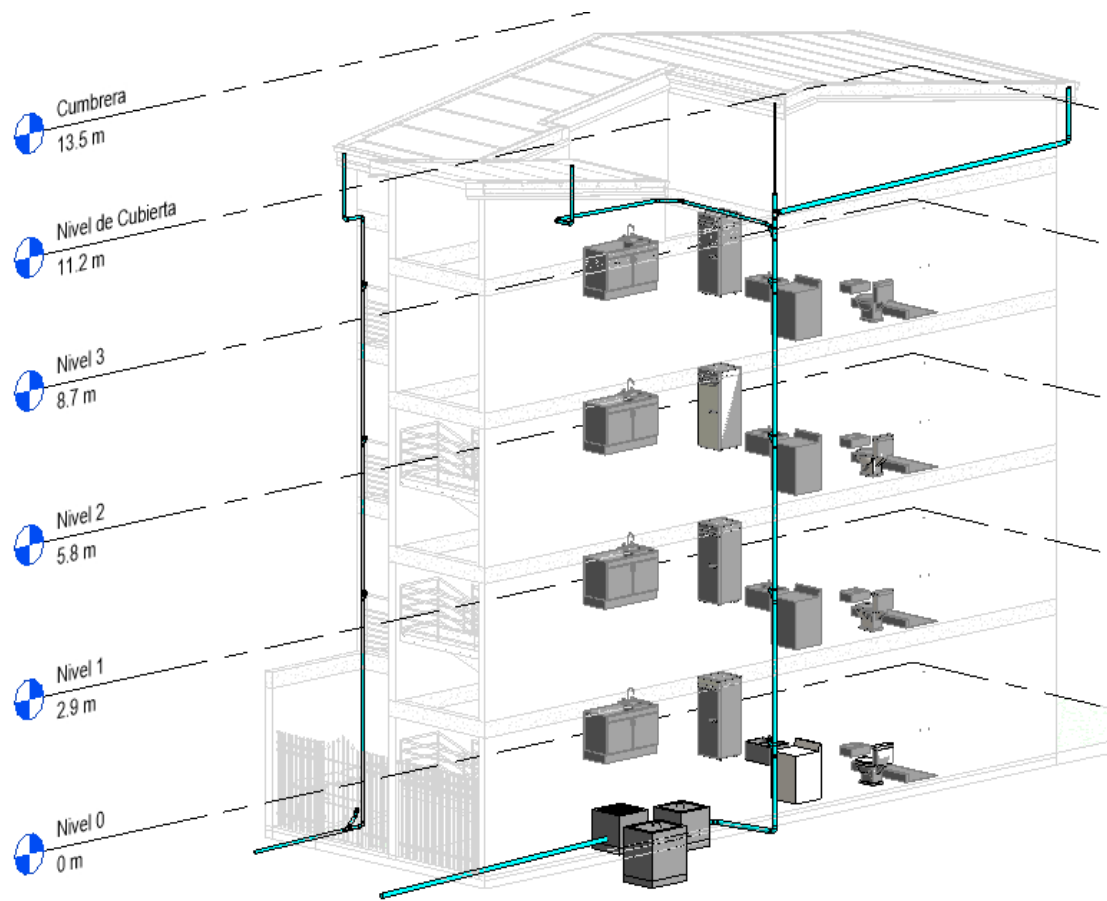 Cumbrera
13.5 m
Nivel de Cubierta
11.2 m
Nivel 3
8.7 m
Nivel 2
5.8 m
Nivel 1
2.9 m
Nivel 0
0 m